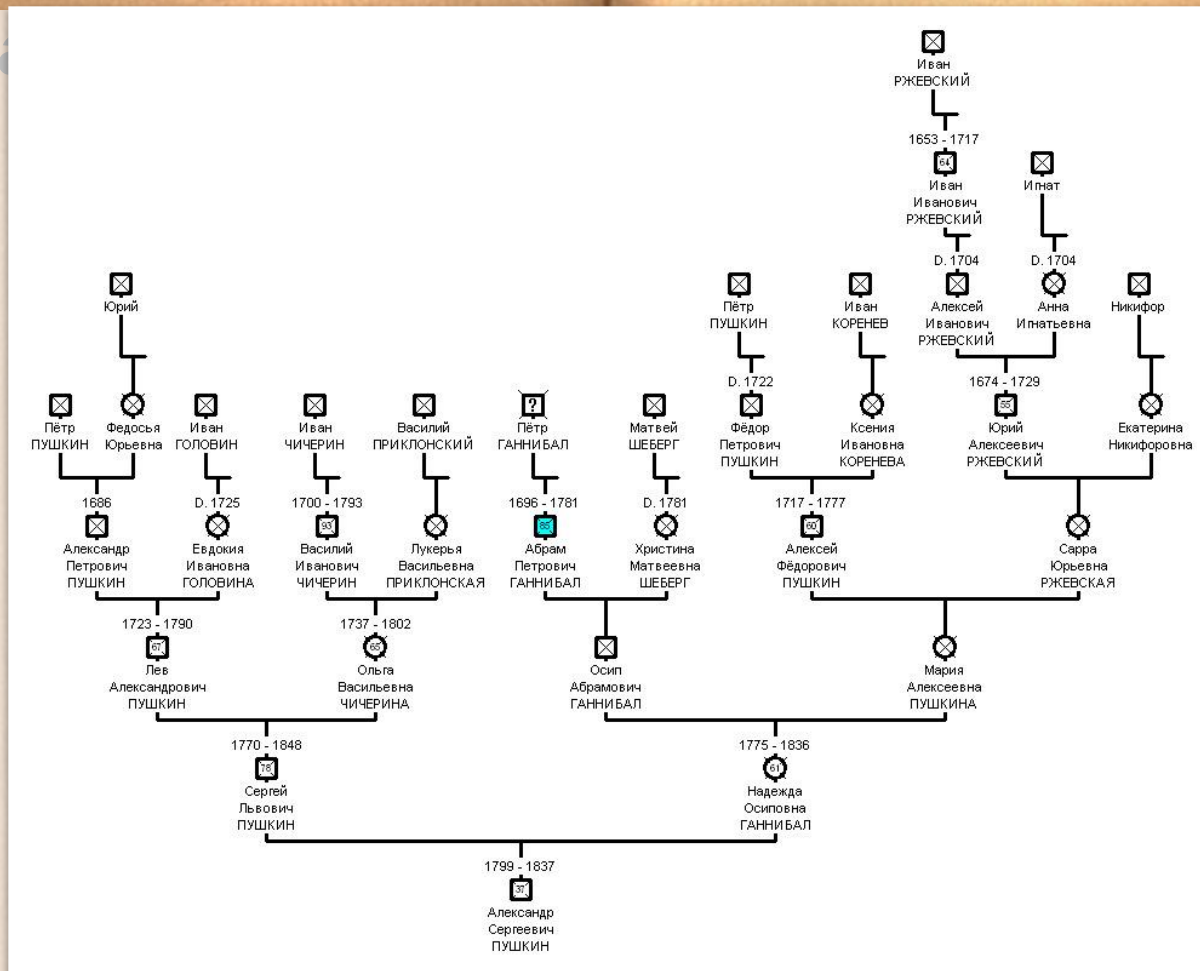 Иван
РЖЕВСКИЙ
1653 - 1717
64
Иван
Иванович
РЖЕВСКИЙ
Игнат
D. 1704
Алексей
Иванович
РЖЕВСКИЙ
D. 1704
Анна
Игнатьевна
Никифор
Юрий
Пётр
ПУШКИН
Иван
КОРЕНЕВ
Пётр
ПУШКИН
Федосья
Юрьевна
Иван
ГОЛОВИН
Иван
ЧИЧЕРИН
Василий
ПРИКЛОНСКИЙ
?
Пётр
ГАННИБАЛ
Матвей
ШЕБЕРГ
D. 1722
Фёдор
Петрович
ПУШКИН
Ксения
Ивановна
КОРЕНЕВА
1674 - 1729
55
Юрий
Алексеевич
РЖЕВСКИЙ
Екатерина
Никифоровна
1686
Александр
Петрович
ПУШКИН
D. 1725
Евдокия
Ивановна
ГОЛОВИНА
1700 - 1793
93
Василий
Иванович
ЧИЧЕРИН
Лукерья
Васильевна
ПРИКЛОНСКАЯ
1696 - 1781
85
Абрам
Петрович
ГАННИБАЛ
D. 1781
Христина
Матвеевна
ШЕБЕРГ
1717 - 1777
60
Алексей
Фёдорович
ПУШКИН
Сарра
Юрьевна
РЖЕВСКАЯ
1723 - 1790
67
Лев
Александрович
ПУШКИН
1737 - 1802
65
Ольга
Васильевна
ЧИЧЕРИНА
Осип
Абрамович
ГАННИБАЛ
Мария
Алексеевна
ПУШКИНА
1770 - 1848
78
Сергей
Львович
ПУШКИН
1775 - 1836
61
Надежда
Осиповна
ГАННИБАЛ
1799 - 1837
37
Александр
Сергеевич
ПУШКИН